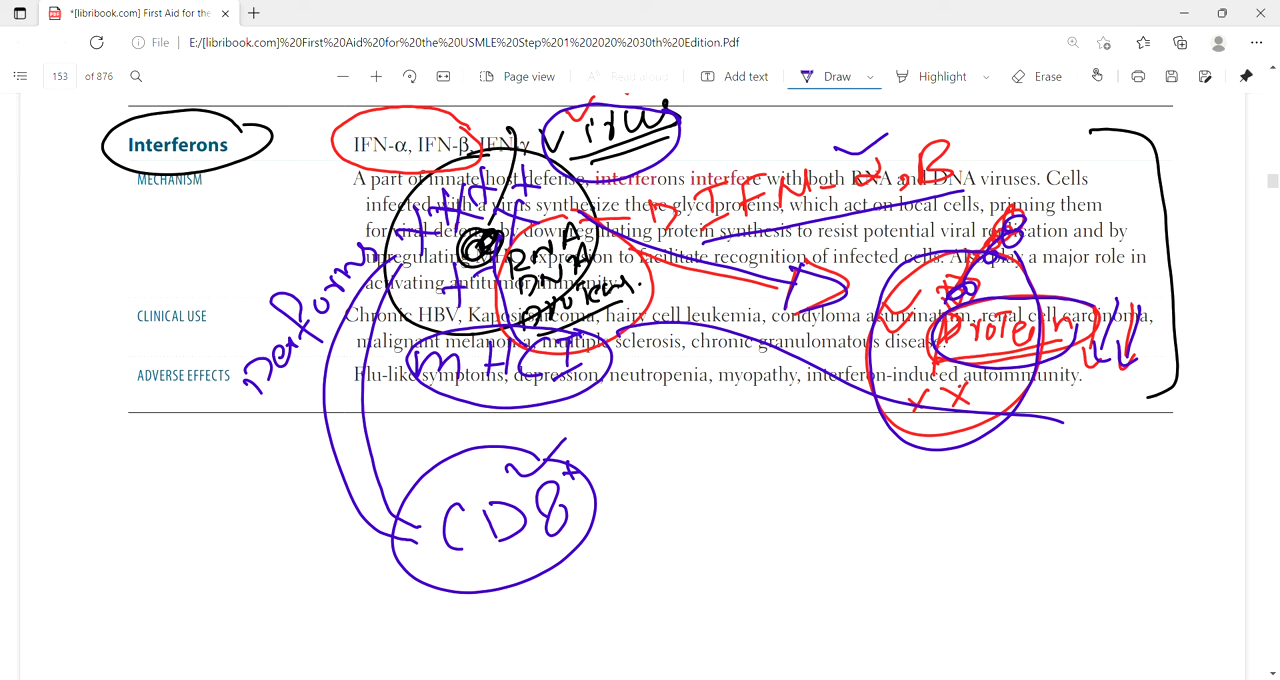 *[libribook.com] First Aid for the
File E:/[libribook.com]%20First%20Aid%20for%20the%20USMLE%20Step%201%202020%2030th%20Edition.Pdf
153 of 876 Page view Read aloud Add text Draw Highlight Erase
Interferons IFN-α, IFN-β, IFN-γ
Virus
MECHANISM A part of innate host defense, interferons interfere with both RNA and DNA viruses. Cells
infected with a virus synthesize these glycoproteins, which act on local cells, priming them
for viral defense by downregulating protein synthesis to resist potential viral replication and by
upregulating MHC expression to facilitate recognition of infected cells. Also play a major role in
activating antitumor immunity.
CLINICAL USE Chronic HBV, Kaposi sarcoma, hairy cell leukemia, condyloma acuminatum, renal cell carcinoma,
malignant melanoma, multiple sclerosis, chronic granulomatous disease.
ADVERSE EFFECTS Flu-like symptoms, depression, neutropenia, myopathy, interferon-induced autoimmunity.
IFN-α, B
RNA
DNA
Protein
MHC I
CD8+